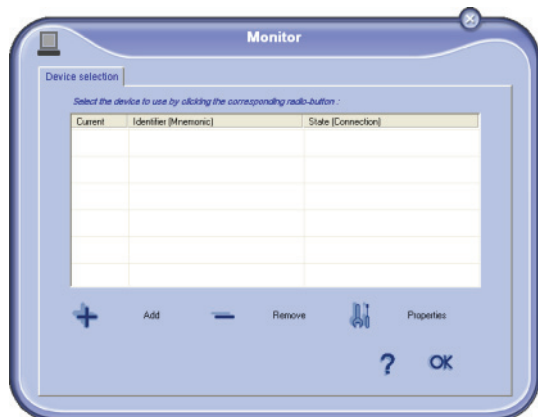 Monitor
Device selection
Select the device to use by clicking the corresponding radio-button :
Current Identifier (Mnemonic) State (Connection)
Add Remove Properties
? OK